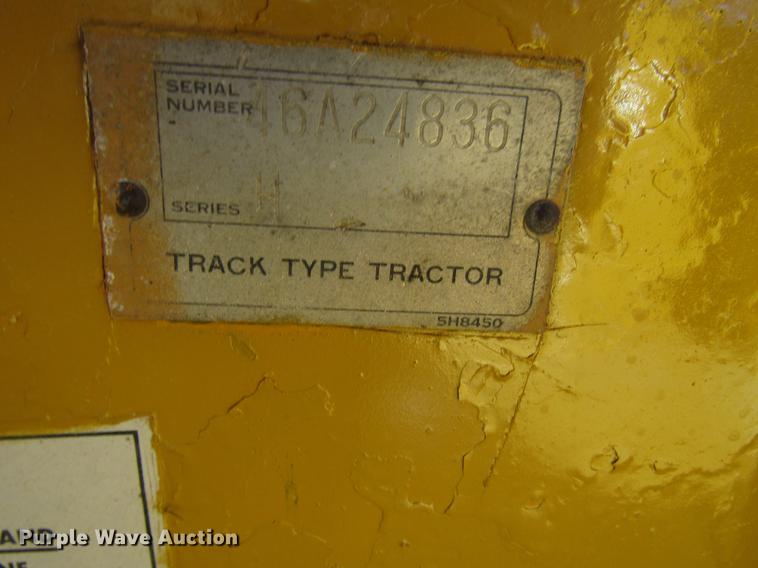 SERIAL
NUMBER 46A24836
SERIES H
TRACK TYPE TRACTOR
5H8450
Purple Wave Auction